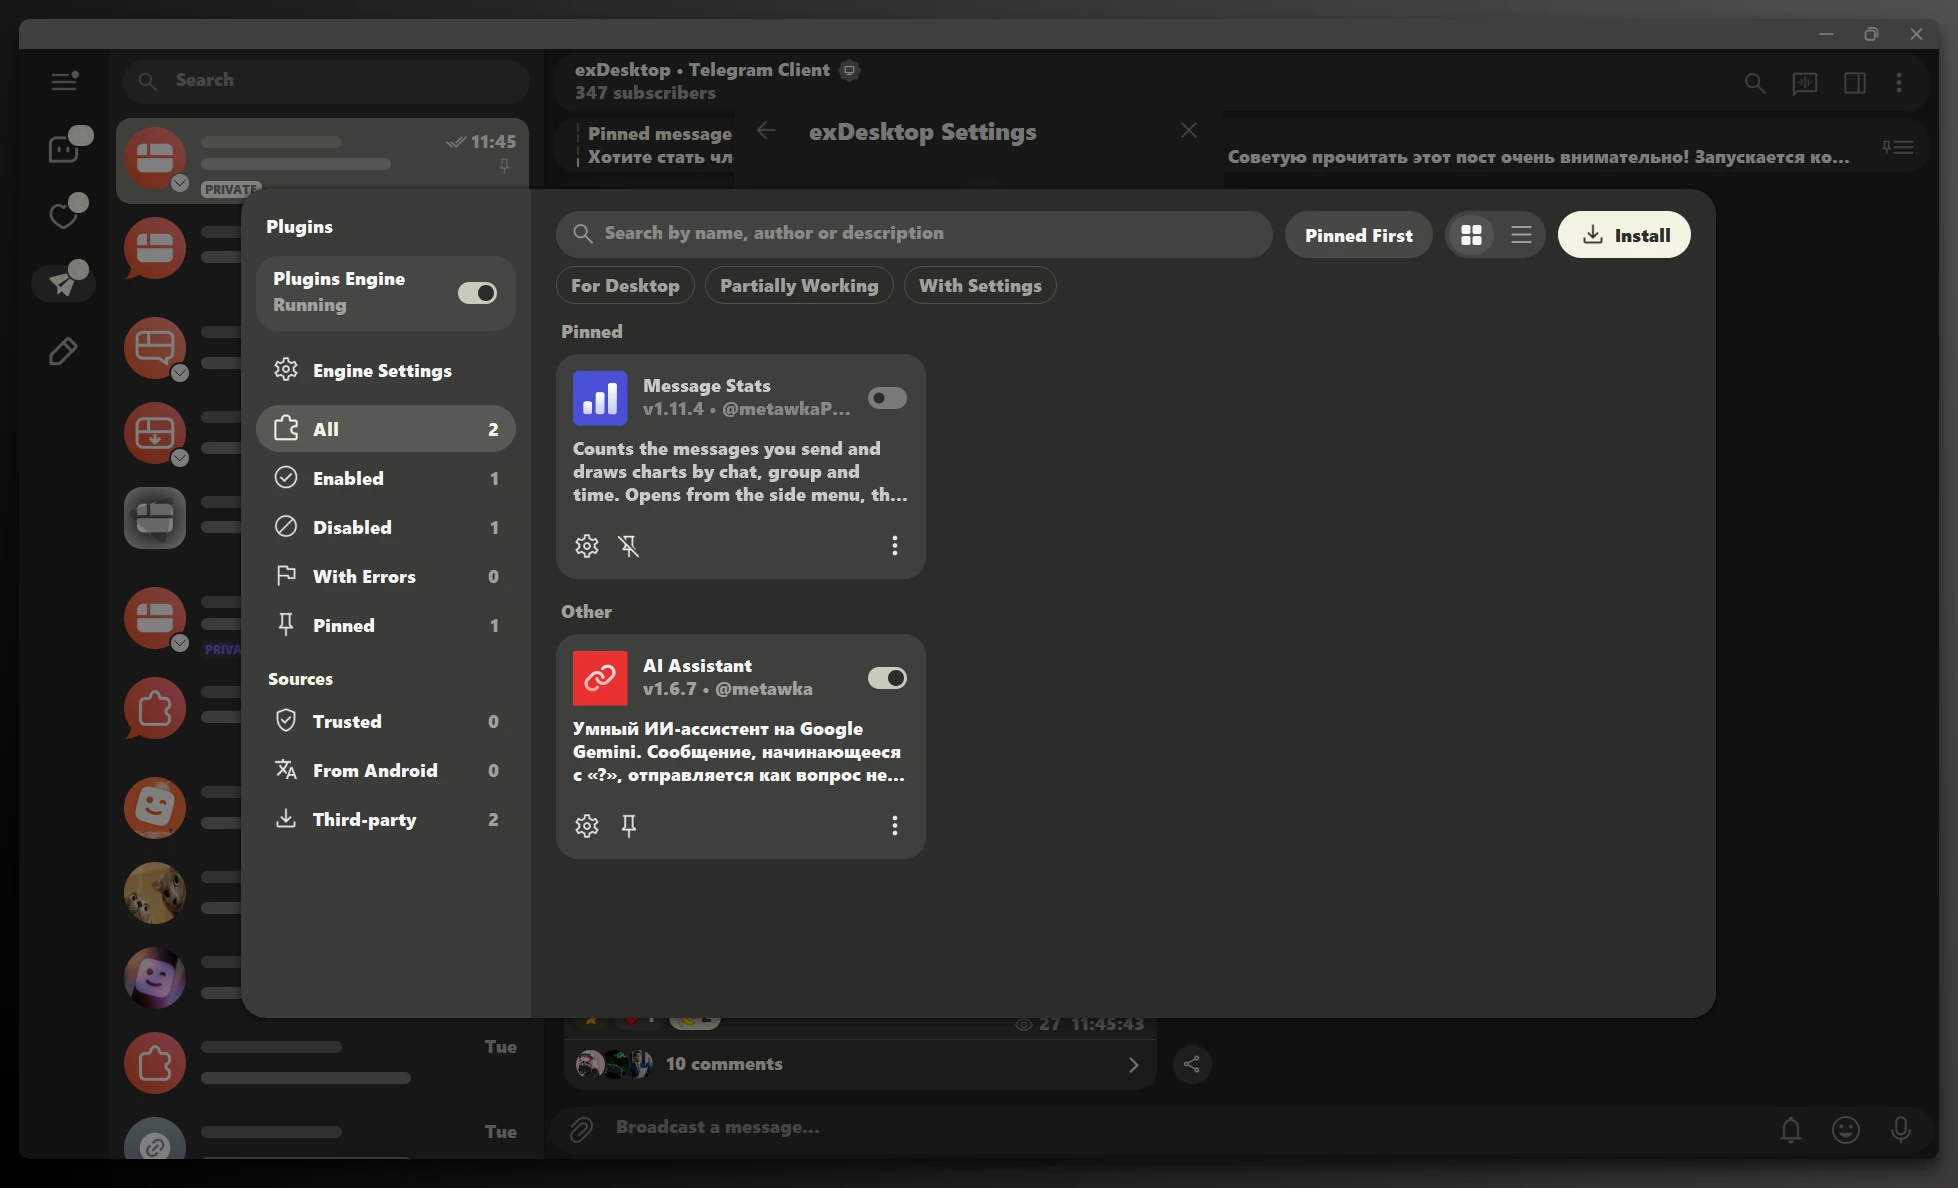 Search
11:45
PRIVATE
PRIVA
Tue
Tue
exDesktop • Telegram Client
347 subscribers
Pinned message
Хотите стать чл
Советую прочитать этот пост очень внимательно! Запускается ко...
exDesktop Settings
Plugins
Plugins Engine
Running
Engine Settings
All 2
Enabled 1
Disabled 1
With Errors 0
Pinned 1
Sources
Trusted 0
From Android 0
Third-party 2
Search by name, author or description
Pinned First
Install
For Desktop
Partially Working
With Settings
Pinned
Message Stats
v1.11.4 • @metawkaP...
Counts the messages you send and
draws charts by chat, group and
time. Opens from the side menu, th...
Other
AI Assistant
v1.6.7 • @metawka
Умный ИИ-ассистент на Google
Gemini. Сообщение, начинающееся
с «?», отправляется как вопрос не...
27 11:45:43
10 comments
Broadcast a message...